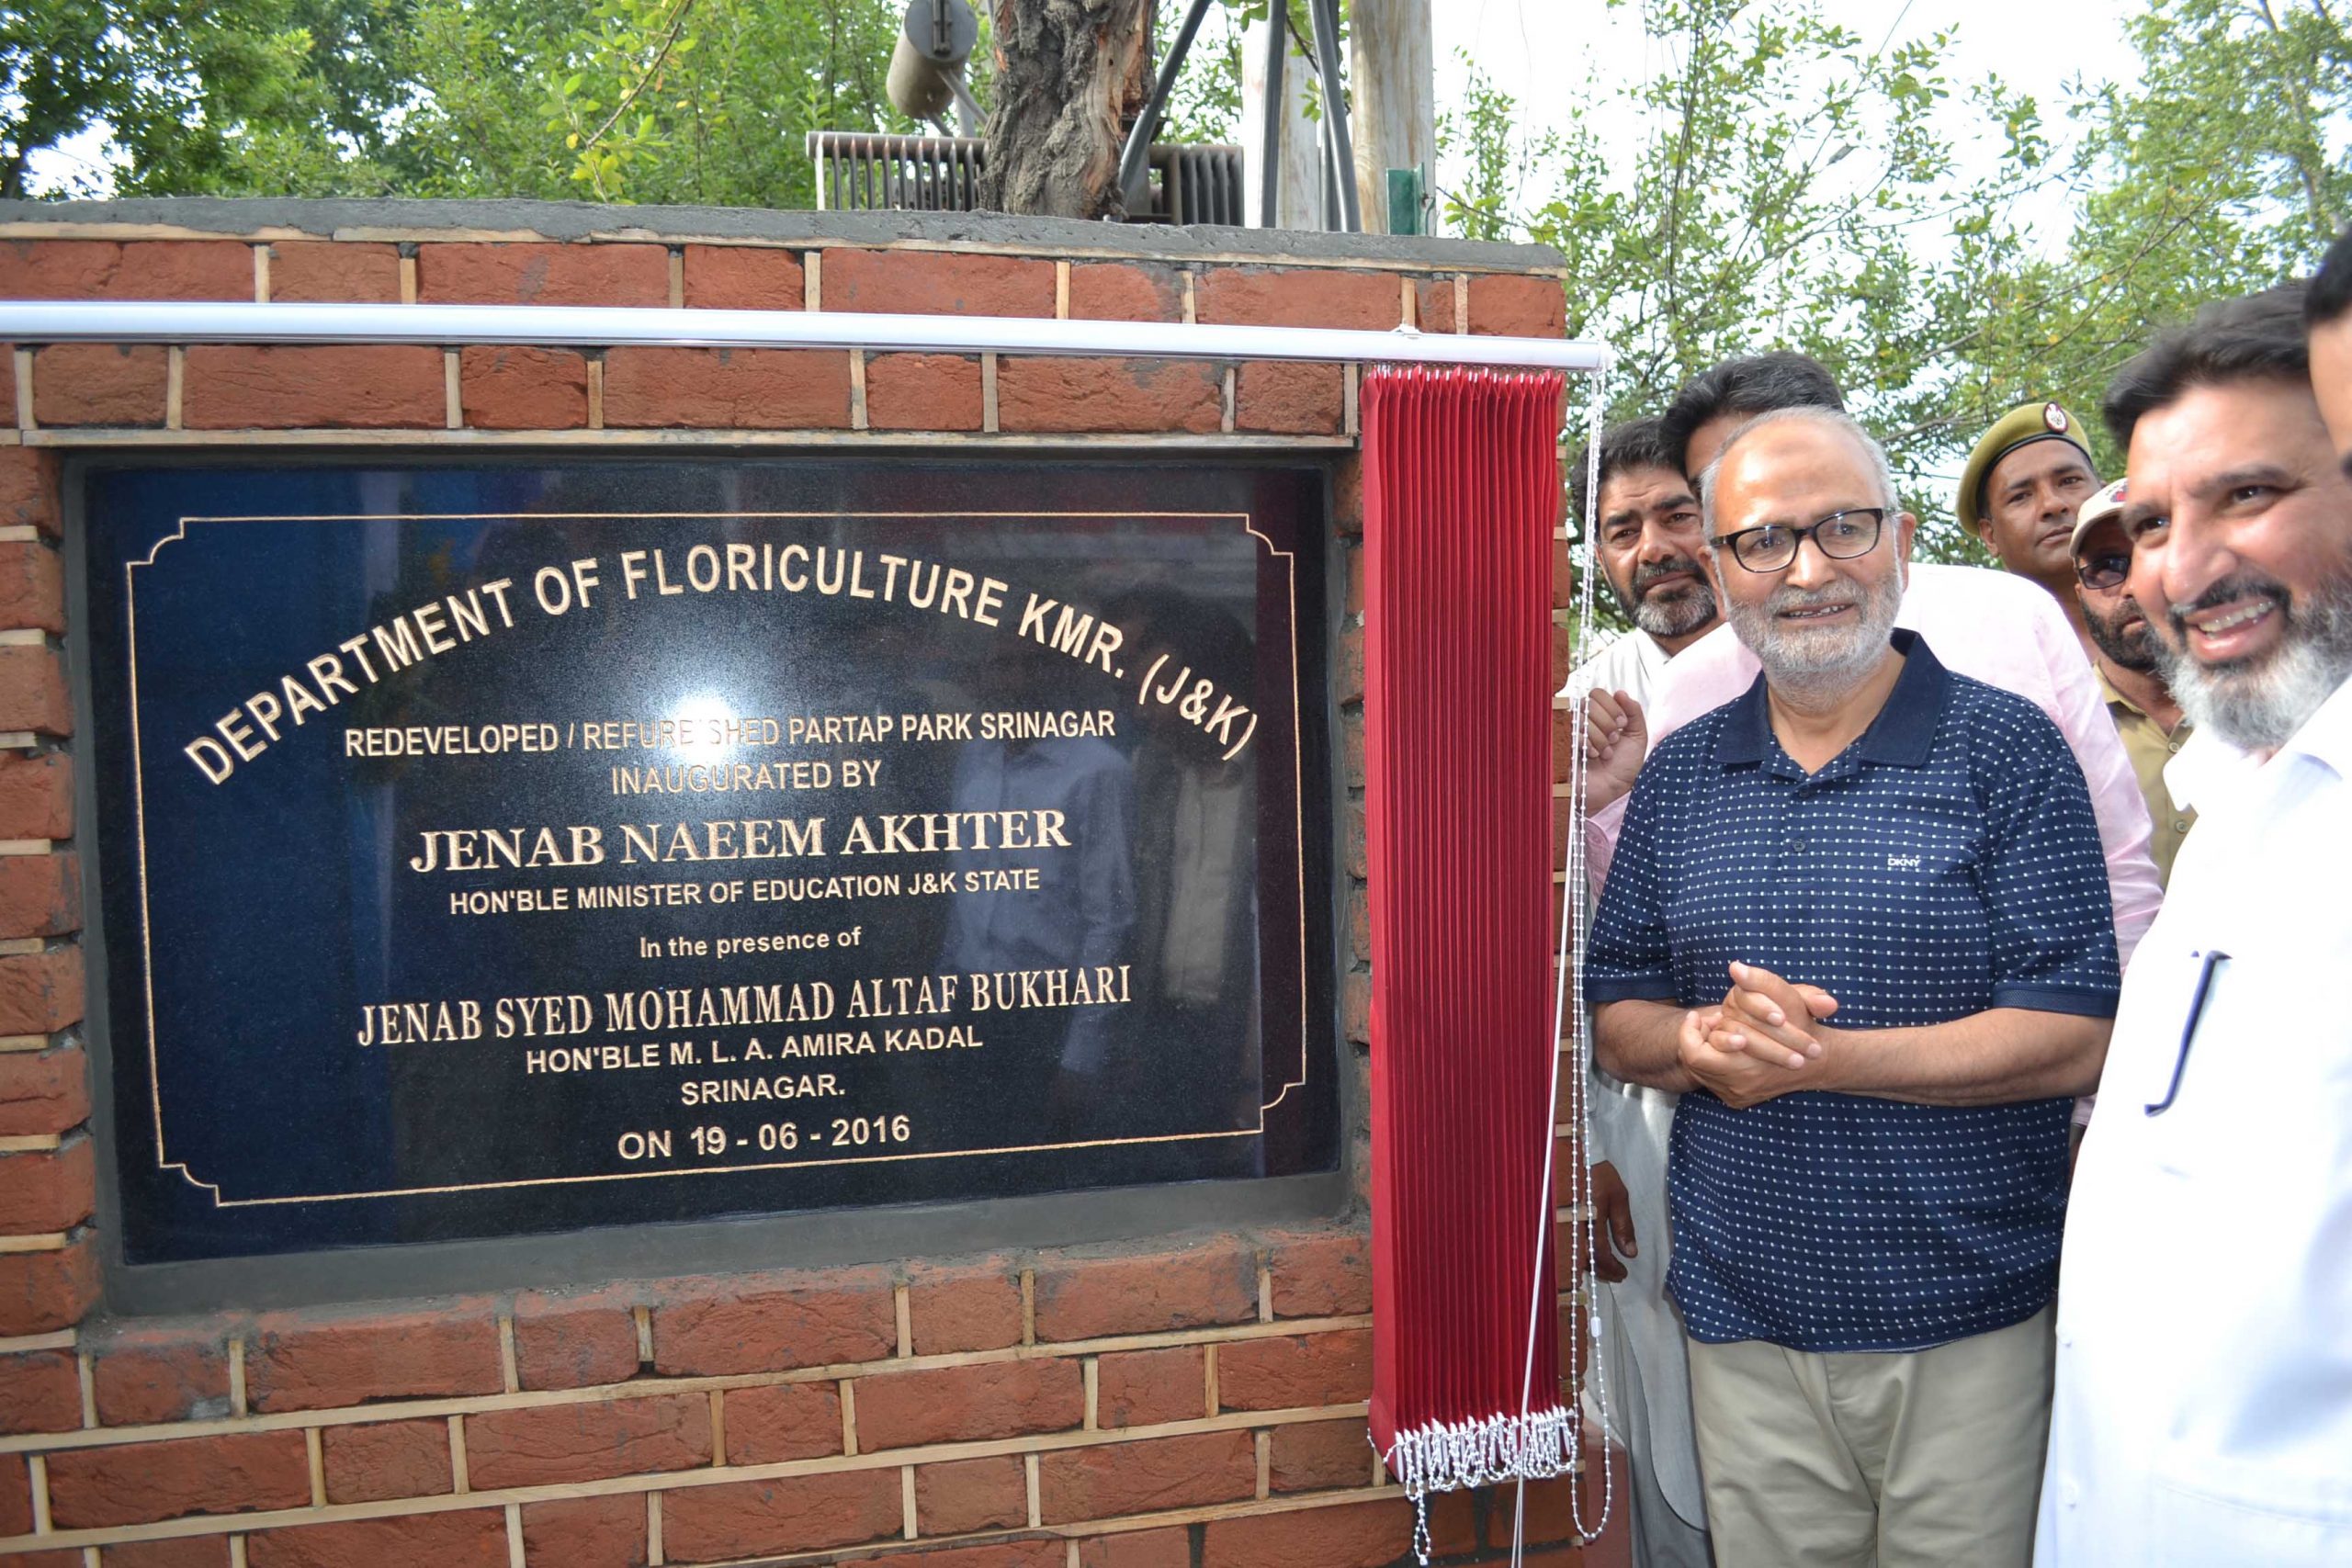 DEPARTMENT OF FLORICULTURE KMR. (J&K)
REDEVELOPED / REFURBISHED PARTAP PARK SRINAGAR
INAUGURATED BY
JENAB NAEEM AKHTER
HON'BLE MINISTER OF EDUCATION J&K STATE
In the presence of
JENAB SYED MOHAMMAD ALTAF BUKHARI
HON'BLE M. L. A. AMIRA KADAL
SRINAGAR.
ON 19 - 06 - 2016
DKNY